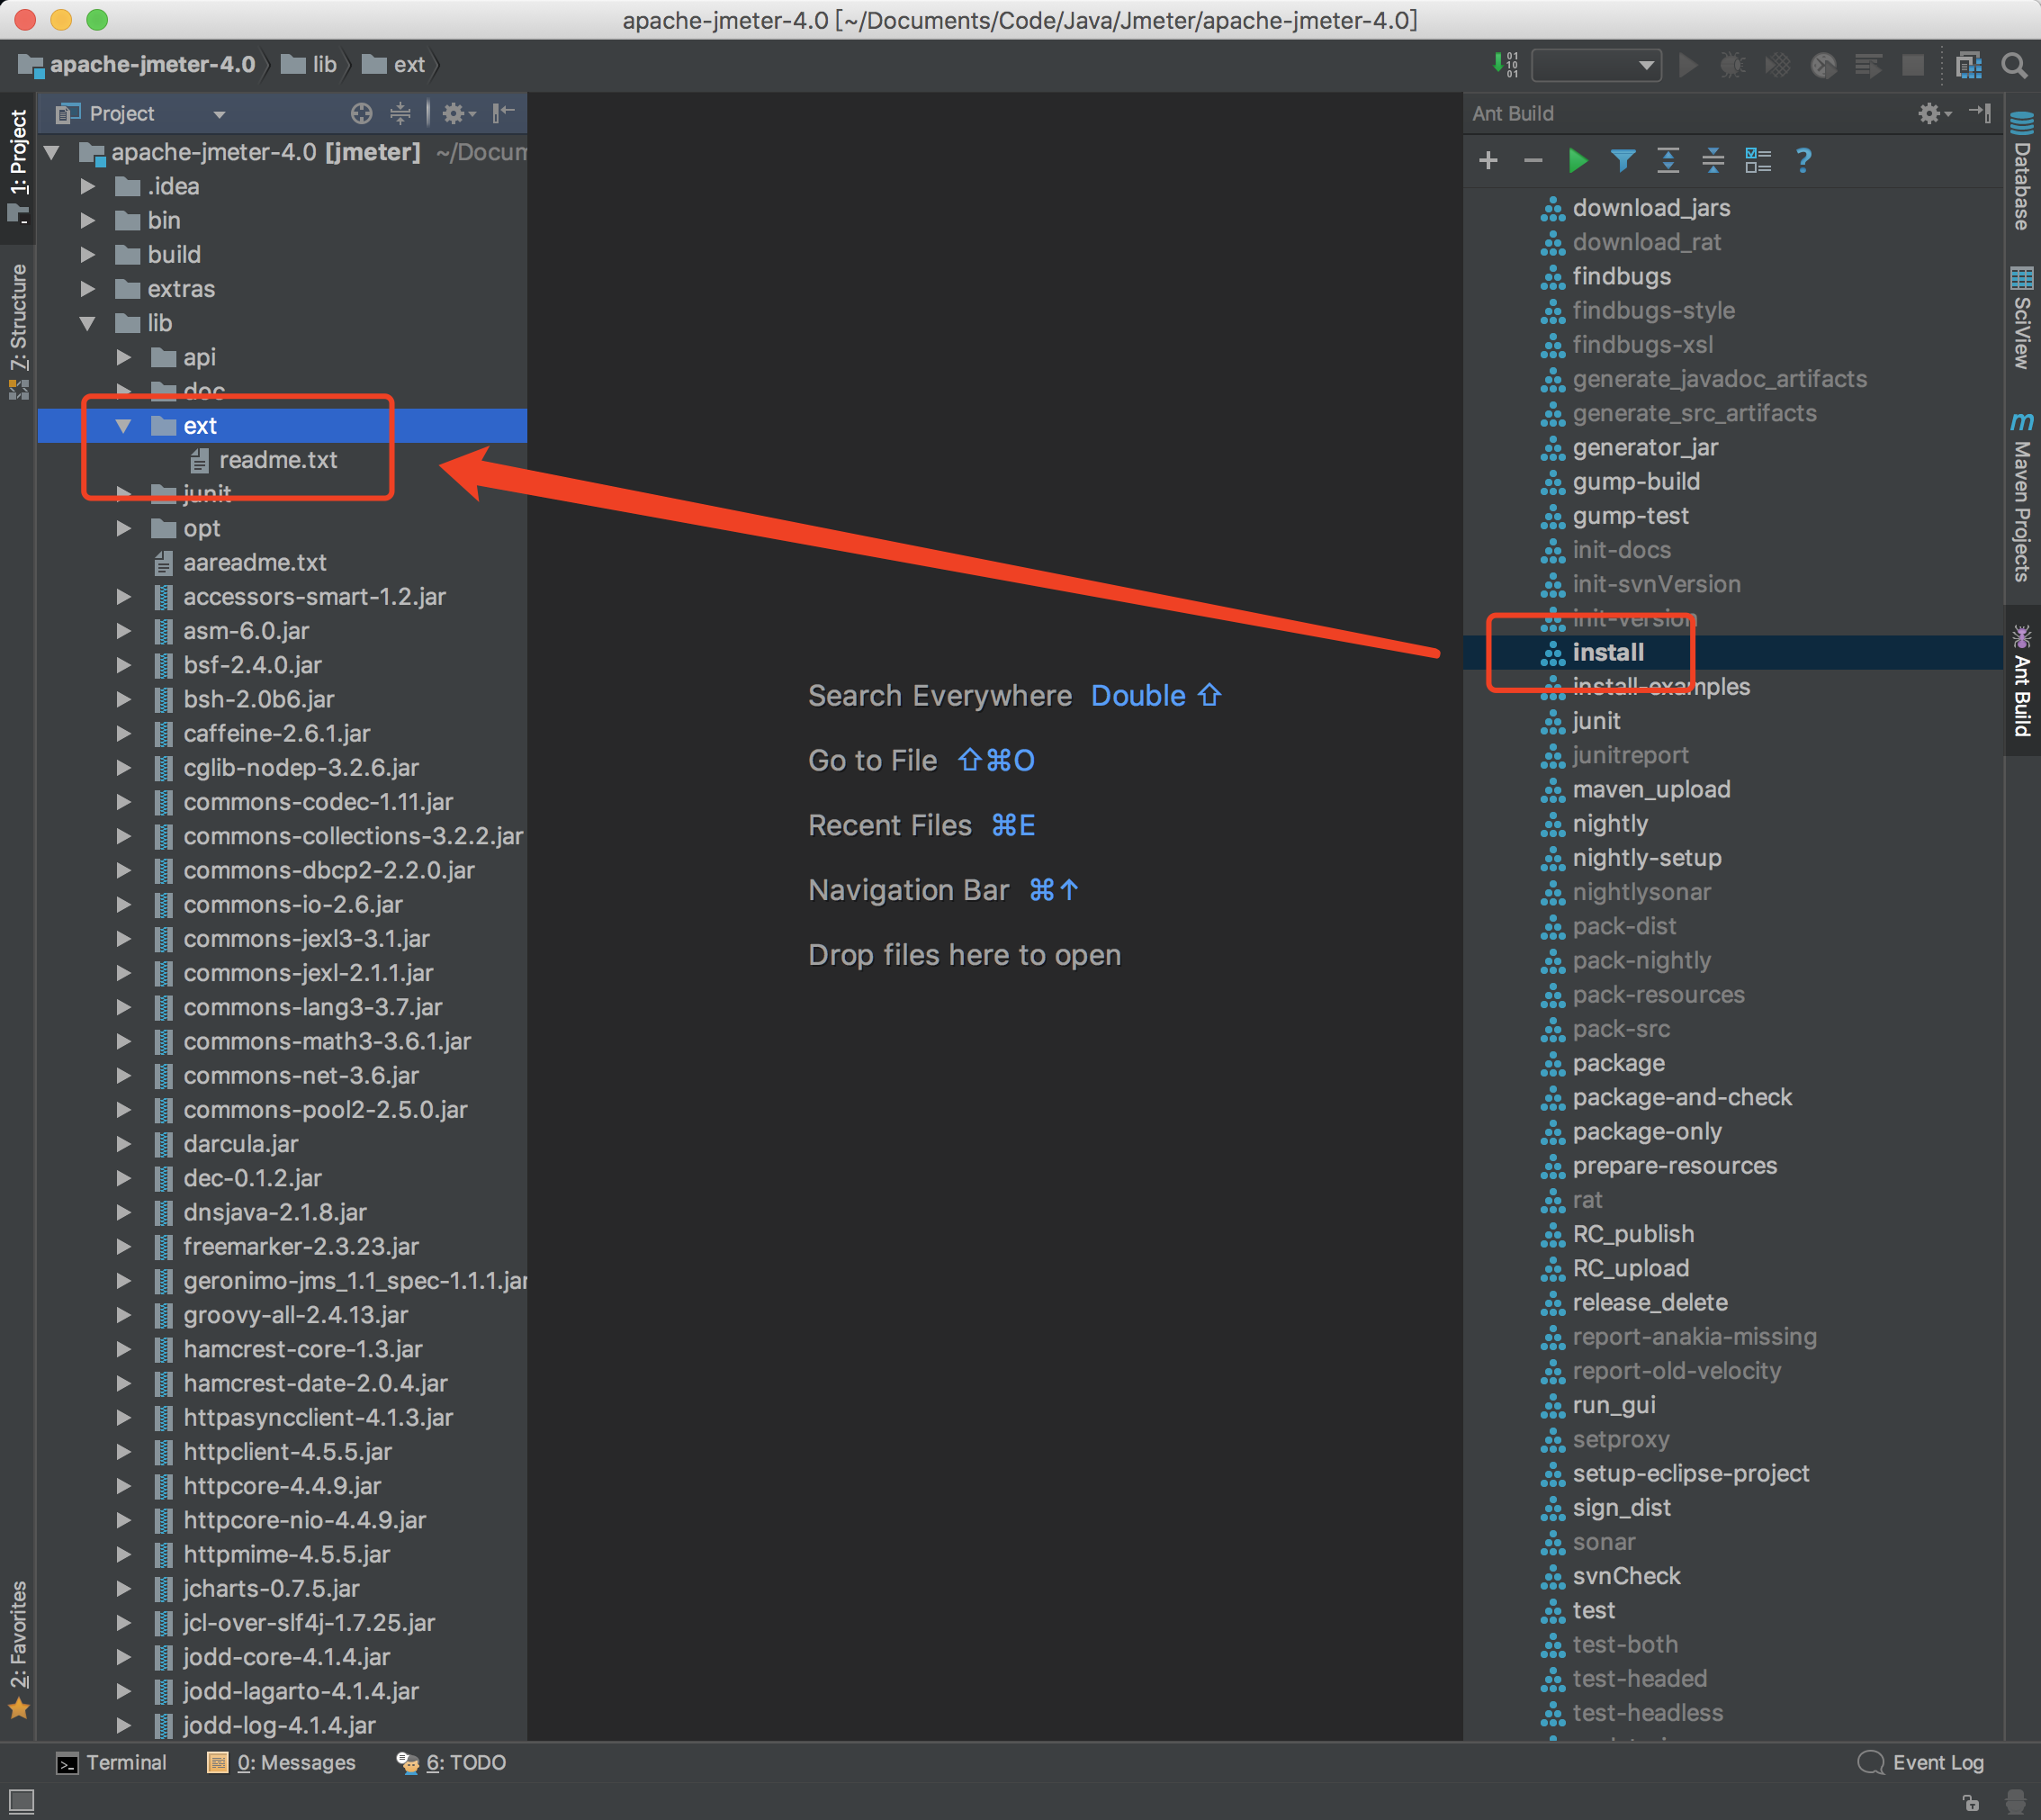 apache-jmeter-4.0 [~/Documents/Code/Java/Jmeter/apache-jmeter-4.0]
apache-jmeter-4.0 lib ext
1: Project
Z: Structure
2: Favorites
Project
apache-jmeter-4.0 [jmeter] ~/Docum
.idea
bin
build
extras
lib
api
doc
ext
readme.txt
junit
opt
aareadme.txt
accessors-smart-1.2.jar
asm-6.0.jar
bsf-2.4.0.jar
bsh-2.0b6.jar
caffeine-2.6.1.jar
cglib-nodep-3.2.6.jar
commons-codec-1.11.jar
commons-collections-3.2.2.jar
commons-dbcp2-2.2.0.jar
commons-io-2.6.jar
commons-jexl3-3.1.jar
commons-jexl-2.1.1.jar
commons-lang3-3.7.jar
commons-math3-3.6.1.jar
commons-net-3.6.jar
commons-pool2-2.5.0.jar
darcula.jar
dec-0.1.2.jar
dnsjava-2.1.8.jar
freemarker-2.3.23.jar
geronimo-jms_1.1_spec-1.1.1.jar
groovy-all-2.4.13.jar
hamcrest-core-1.3.jar
hamcrest-date-2.0.4.jar
httpasyncclient-4.1.3.jar
httpclient-4.5.5.jar
httpcore-4.4.9.jar
httpcore-nio-4.4.9.jar
httpmime-4.5.5.jar
jcharts-0.7.5.jar
jcl-over-slf4j-1.7.25.jar
jodd-core-4.1.4.jar
jodd-lagarto-4.1.4.jar
jodd-log-4.1.4.jar
Search Everywhere Double ⇧
Go to File ⇧⌘O
Recent Files ⌘E
Navigation Bar ⌘↑
Drop files here to open
Ant Build
download_jars
download_rat
findbugs
findbugs-style
findbugs-xsl
generate_javadoc_artifacts
generate_src_artifacts
generator_jar
gump-build
gump-test
init-docs
init-svnVersion
init-version
install
install-examples
junit
junitreport
maven_upload
nightly
nightly-setup
nightlysonar
pack-dist
pack-nightly
pack-resources
pack-src
package
package-and-check
package-only
prepare-resources
rat
RC_publish
RC_upload
release_delete
report-anakia-missing
report-old-velocity
run_gui
setproxy
setup-eclipse-project
sign_dist
sonar
svnCheck
test
test-both
test-headed
test-headless
Database
SciView
m Maven Projects
Ant Build
Terminal 0: Messages 6: TODO Event Log